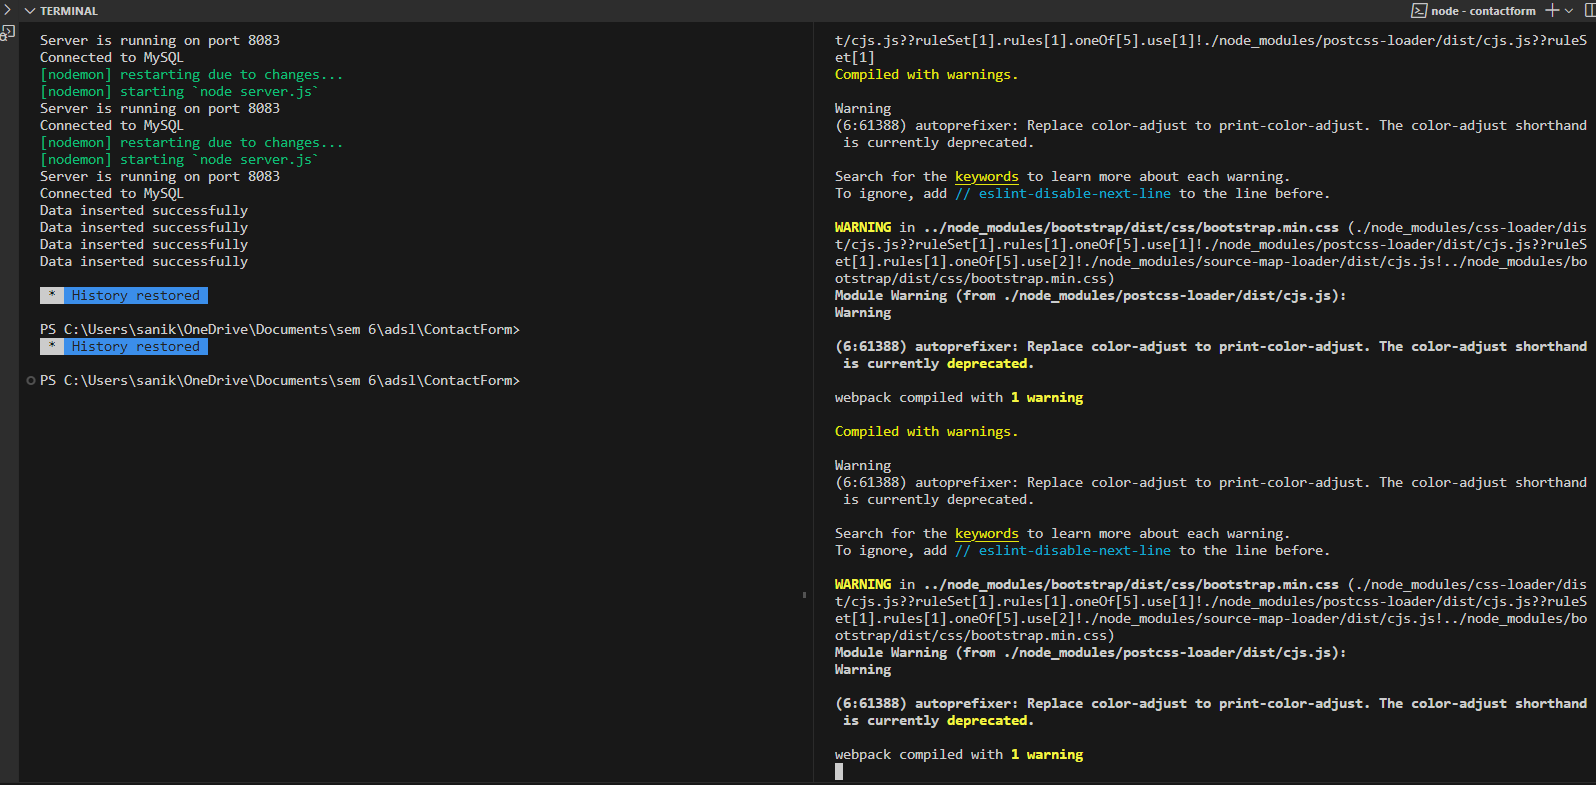 TERMINAL
node - contactform
Server is running on port 8083
Connected to MySQL
[nodemon] restarting due to changes...
[nodemon] starting `node server.js`
Server is running on port 8083
Connected to MySQL
[nodemon] restarting due to changes...
[nodemon] starting `node server.js`
Server is running on port 8083
Connected to MySQL
Data inserted successfully
Data inserted successfully
Data inserted successfully
Data inserted successfully
* History restored
PS C:\Users\sanik\OneDrive\Documents\sem 6\adsl\ContactForm>
* History restored
PS C:\Users\sanik\OneDrive\Documents\sem 6\adsl\ContactForm>
t/cjs.js??ruleSet[1].rules[1].oneOf[5].use[1]!./node_modules/postcss-loader/dist/cjs.js??ruleS
et[1]
Compiled with warnings.
Warning
(6:61388) autoprefixer: Replace color-adjust to print-color-adjust. The color-adjust shorthand
is currently deprecated.
Search for the keywords to learn more about each warning.
To ignore, add // eslint-disable-next-line to the line before.
WARNING in ../node_modules/bootstrap/dist/css/bootstrap.min.css (./node_modules/css-loader/dis
t/cjs.js??ruleSet[1].rules[1].oneOf[5].use[1]!./node_modules/postcss-loader/dist/cjs.js??ruleS
et[1].rules[1].oneOf[5].use[2]!./node_modules/source-map-loader/dist/cjs.js!../node_modules/bo
otstrap/dist/css/bootstrap.min.css)
Module Warning (from ./node_modules/postcss-loader/dist/cjs.js):
Warning
(6:61388) autoprefixer: Replace color-adjust to print-color-adjust. The color-adjust shorthand
is currently deprecated.
webpack compiled with 1 warning
Compiled with warnings.
Warning
(6:61388) autoprefixer: Replace color-adjust to print-color-adjust. The color-adjust shorthand
is currently deprecated.
Search for the keywords to learn more about each warning.
To ignore, add // eslint-disable-next-line to the line before.
WARNING in ../node_modules/bootstrap/dist/css/bootstrap.min.css (./node_modules/css-loader/dis
t/cjs.js??ruleSet[1].rules[1].oneOf[5].use[1]!./node_modules/postcss-loader/dist/cjs.js??ruleS
et[1].rules[1].oneOf[5].use[2]!./node_modules/source-map-loader/dist/cjs.js!../node_modules/bo
otstrap/dist/css/bootstrap.min.css)
Module Warning (from ./node_modules/postcss-loader/dist/cjs.js):
Warning
(6:61388) autoprefixer: Replace color-adjust to print-color-adjust. The color-adjust shorthand
is currently deprecated.
webpack compiled with 1 warning